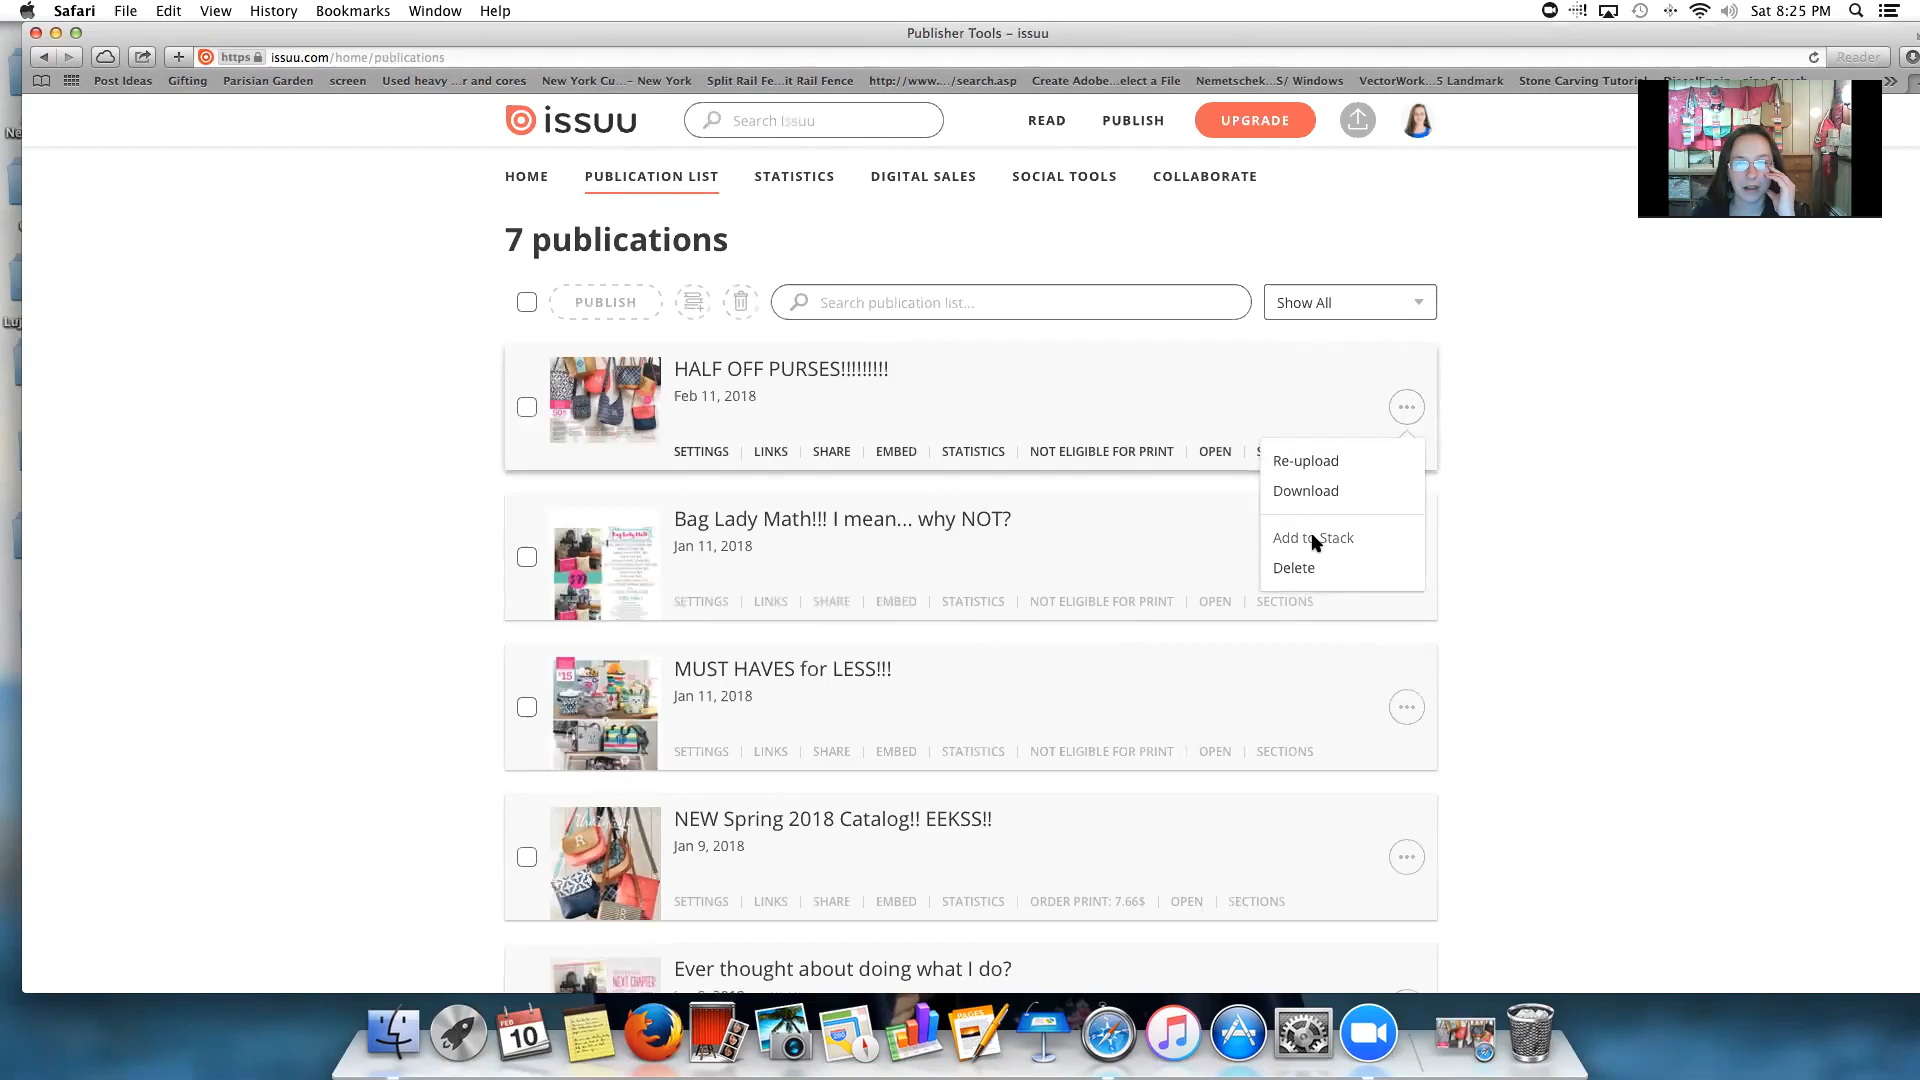 Safari File Edit View History Bookmarks Window Help Sat 8:25 PM
Publisher Tools – issuu
https issuu.com/home/publications Reader
Post Ideas Gifting Parisian Garden screen Used heavy ...r and cores New York Cu...– New York Split Rail Fe...it Rail Fence http://www..../search.asp Create Adobe...elect a File Nemetschek...S/ Windows VectorWork...5 Landmark Stone Carving Tutorial
issuu Search Issuu READ PUBLISH UPGRADE
HOME PUBLICATION LIST STATISTICS DIGITAL SALES SOCIAL TOOLS COLLABORATE
7 publications
PUBLISH Search publication list... Show All
HALF OFF PURSES!!!!!!!!!
Feb 11, 2018
SETTINGS LINKS SHARE EMBED STATISTICS NOT ELIGIBLE FOR PRINT OPEN
Re-upload
Download
Add to Stack
Delete
Bag Lady Math!!! I mean... why NOT?
Jan 11, 2018
SETTINGS LINKS SHARE EMBED STATISTICS NOT ELIGIBLE FOR PRINT OPEN SECTIONS
$15
MUST HAVES for LESS!!!
Jan 11, 2018
SETTINGS LINKS SHARE EMBED STATISTICS NOT ELIGIBLE FOR PRINT OPEN SECTIONS
NEW Spring 2018 Catalog!! EEKSS!!
Jan 9, 2018
SETTINGS LINKS SHARE EMBED STATISTICS ORDER PRINT: 7.66$ OPEN SECTIONS
Ever thought about doing what I do?
NEXT CHAPTER
FEB
10
PAGES